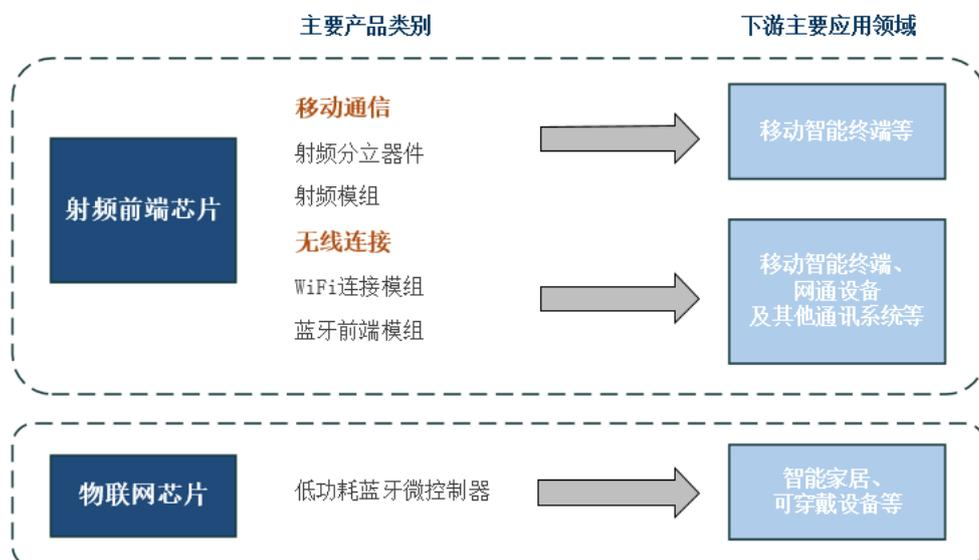 主要产品类别
下游主要应用领域
射频前端芯片
移动通信
射频分立器件
射频模组
移动智能终端等
无线连接
WiFi连接模组
蓝牙前端模组
移动智能终端、
网通设备
及其他通讯系统等
物联网芯片
低功耗蓝牙微控制器
智能家居、
可穿戴设备等